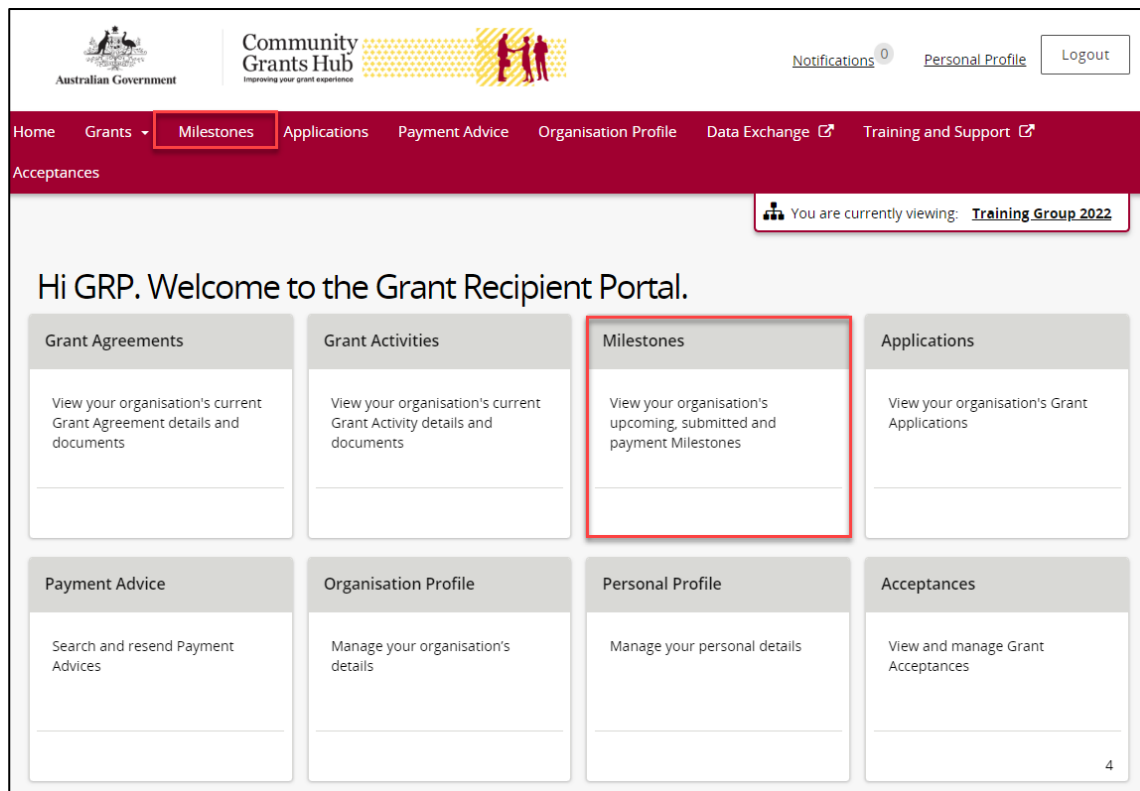 Australian Government
Community
Grants Hub
Improving your grant experience
Notifications 0
Personal Profile
Logout
Home Grants Milestones Applications Payment Advice Organisation Profile Data Exchange Training and Support
Acceptances
You are currently viewing: Training Group 2022
Hi GRP. Welcome to the Grant Recipient Portal.
Grant Agreements
View your organisation's current
Grant Agreement details and
documents
Grant Activities
View your organisation's current
Grant Activity details and
documents
Milestones
View your organisation's
upcoming, submitted and
payment Milestones
Applications
View your organisation's Grant
Applications
Payment Advice
Search and resend Payment
Advices
Organisation Profile
Manage your organisation's
details
Personal Profile
Manage your personal details
Acceptances
View and manage Grant
Acceptances
4